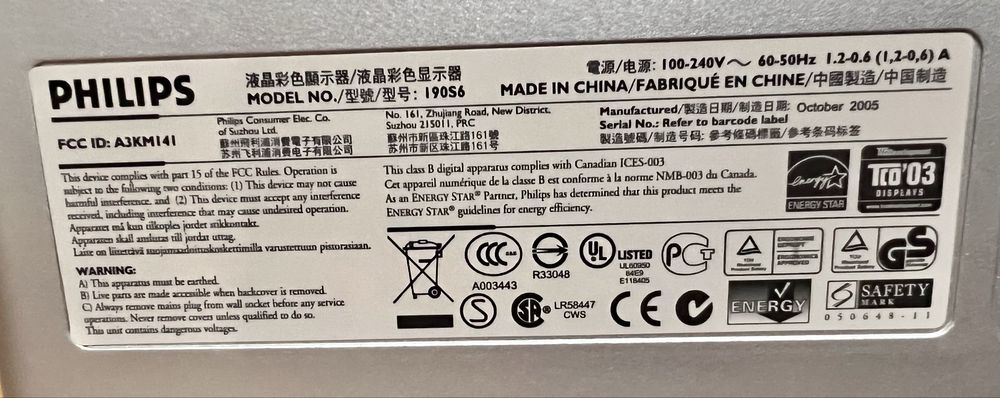 PHILIPS
液晶彩色顯示器/液晶彩色显示器
MODEL NO./型號/型号: 190S6
電源/电源: 100-240V～ 60-50Hz 1.2-0.6 (1,2-0,6) A
MADE IN CHINA/FABRIQUÉ EN CHINE/中國製造/中国制造
FCC ID: A3KM141
Philips Consumer Elec. Co.
of Suzhou Ltd.
蘇州飛利浦消費電子有限公司
苏州飞利浦消费电子有限公司
No. 161, Zhujiang Road, New District,
Suzhou 215011, PRC
蘇州市新區珠江路161號
苏州市新区珠江路161号
Manufactured/製造日期/制造日期: October 2005
Serial No.: Refer to barcode label
製造號碼/制造号码: 參考條碼標籤/参考条码标签
This device complies with part 15 of the FCC Rules. Operation is
subject to the following two conditions: (1) This device may not cause
harmful interference, and (2) This device must accept any interference
received, including interference that may cause undesired operation.
Apparatet må kun tilkoples jordet stikkontakt.
Apparaten skall anslutas till jordat uttag.
Laite on liitettävä suojamaadoituskoskettimilla varustettuun pistorasiaan.
This class B digital apparatus complies with Canadian ICES-003
Cet appareil numérique de la classe B est conforme à la norme NMB-003 du Canada.
As an ENERGY STAR® Partner, Philips has determined that this product meets the
ENERGY STAR® guidelines for energy efficiency.
energy
ENERGY STAR
TCO'03
DISPLAYS
WARNING:
A) This apparatus must be earthed.
B) Live parts are made accessible when backcover is removed.
C) Always remove mains plug from wall socket before any service
operations. Never remove covers unless qualified to do so.
This unit contains dangerous voltages.
CCC
A003443
R33048
UL
LISTED
UL60950
84E9
E118405
PCT
TÜV
ERGONOMICS
APPROVED
TÜV
GS
S
SA
LR58447
CWS
CE
ENERGY
S
SAFETY
MARK
050648-11